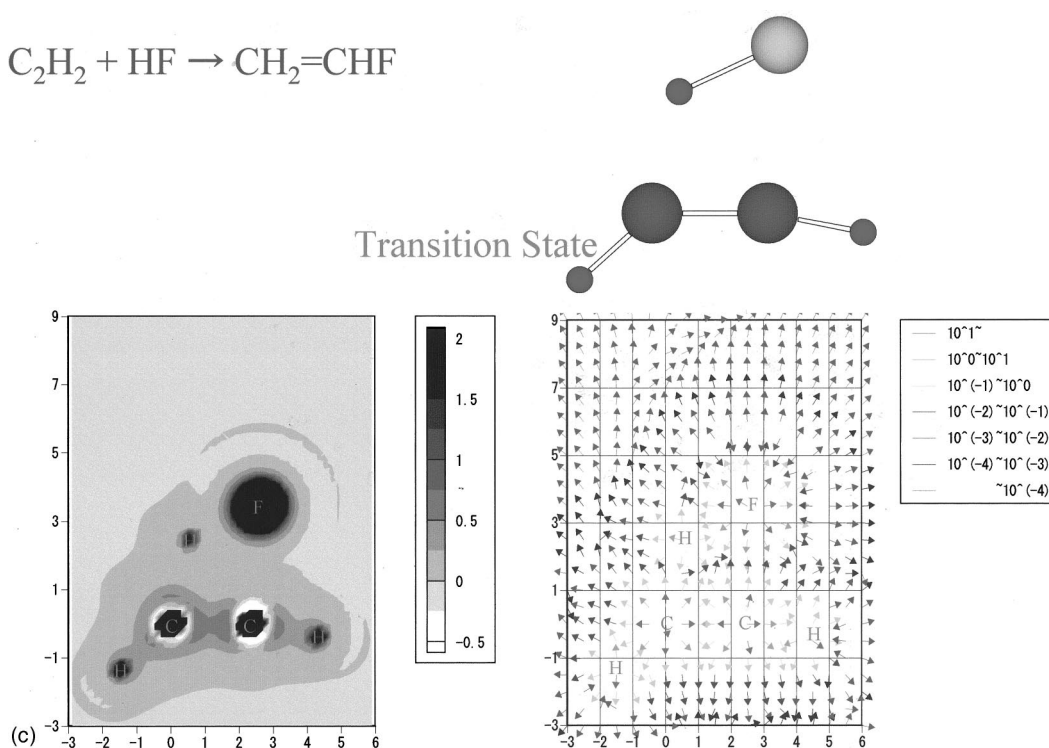 C₂H₂ + HF → CH₂=CHF
Transition State
9
7
5
3
1
-1
-3
-3 -2 -1 0 1 2 3 4 5 6
F
C C
H H
2
1.5
1
0.5
0
-0.5
9
7
5
3
1
-1
-3
-3 -2 -1 0 1 2 3 4 5 6
F
H
C C
H
H
10^1~
10^0~10^1
10^(-1)~10^0
10^(-2)~10^(-1)
10^(-3)~10^(-2)
10^(-4)~10^(-3)
~10^(-4)
(c)